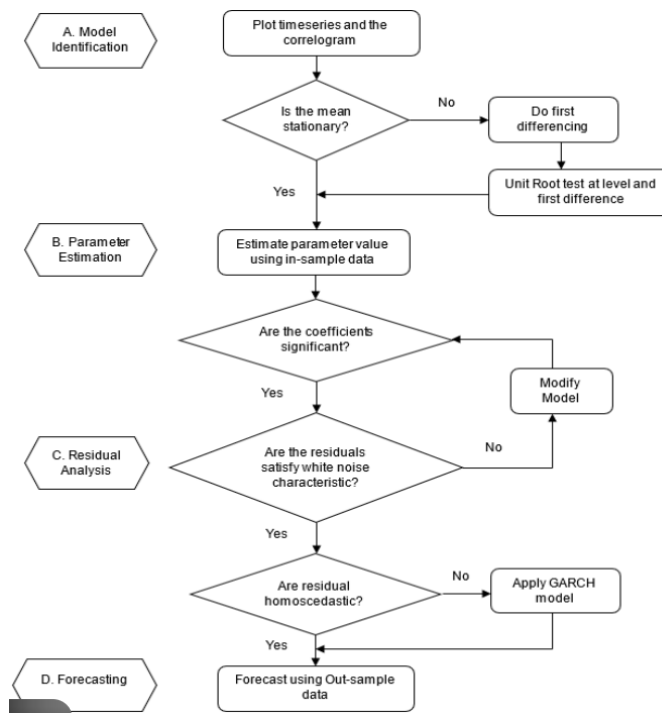 A. Model
Identification
Plot timeseries and the
correlogram
Is the mean
stationary?
No
Do first
differencing
Yes
Unit Root test at level and
first difference
B. Parameter
Estimation
Estimate parameter value
using in-sample data
Are the coefficients
significant?
Yes
Modify
Model
C. Residual
Analysis
Are the residuals
satisfy white noise
characteristic?
No
Yes
Are residual
homoscedastic?
No
Apply GARCH
model
Yes
D. Forecasting
Forecast using Out-sample
data